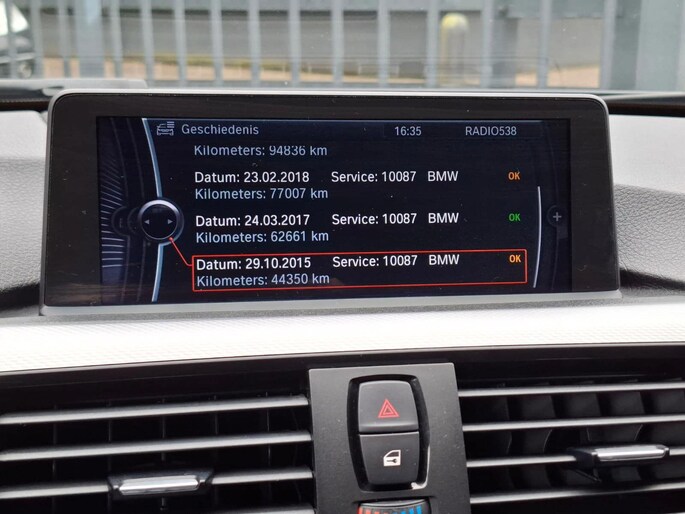 Geschiedenis 16:35 RADIO538
Kilometers: 94836 km
Datum: 23.02.2018 Service: 10087 BMW OK
Kilometers: 77007 km
Datum: 24.03.2017 Service: 10087 BMW OK
Kilometers: 62661 km
Datum: 29.10.2015 Service: 10087 BMW OK
Kilometers: 44350 km